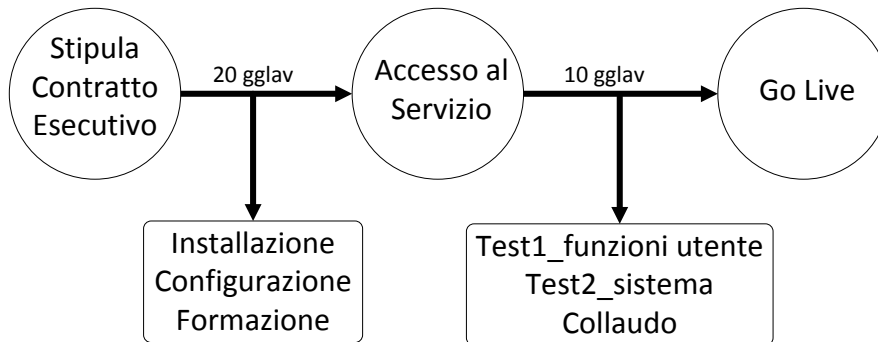 Stipula
Contratto
Esecutivo
20 gglav
Accesso al
Servizio
10 gglav
Go Live
Installazione
Configurazione
Formazione
Test1_funzioni utente
Test2_sistema
Collaudo